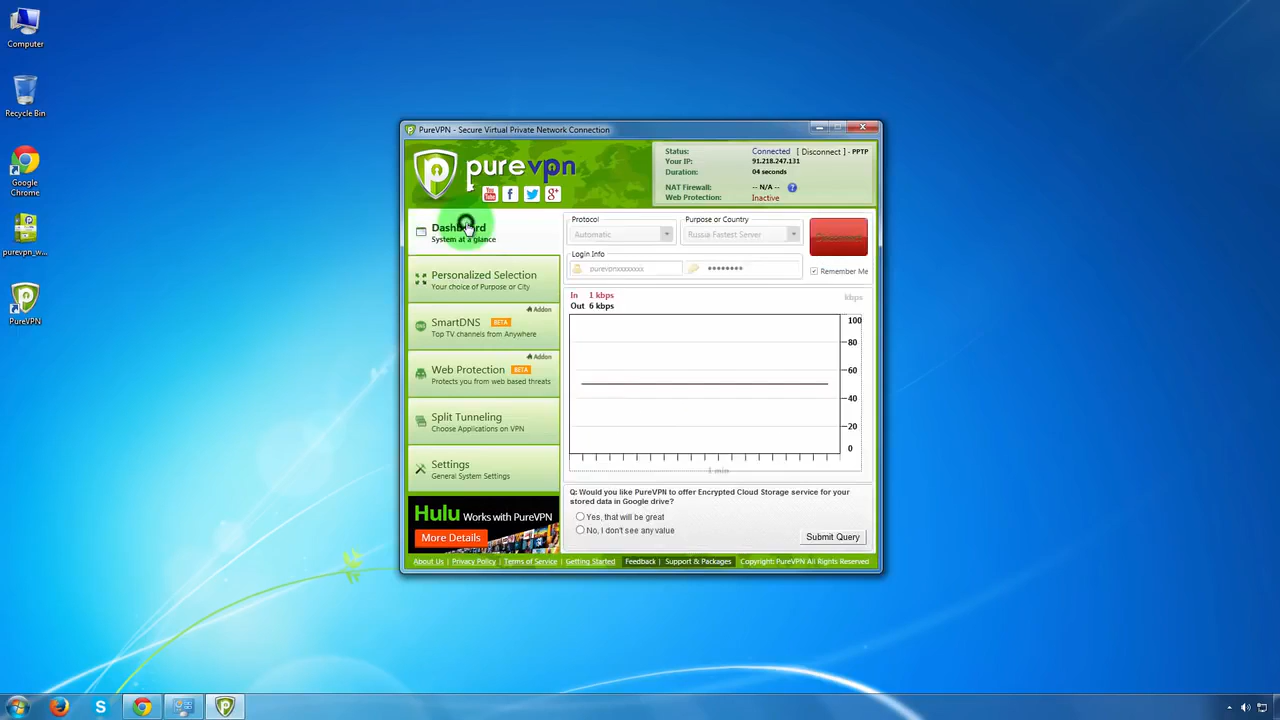 Computer
Recycle Bin
Google
Chrome
purevpn_w...
PureVPN
PureVPN - Secure Virtual Private Network Connection
purevpn
You
Tube
Status: Connected [ Disconnect ] - PPTP
Your IP: 91.218.247.131
Duration: 04 seconds
NAT Firewall: -- N/A -- ?
Web Protection: Inactive
Dashboard
System at a glance
Personalized Selection
Your choice of Purpose or City
Addon
SmartDNS BETA
Top TV channels from Anywhere
Addon
Web Protection BETA
Protects you from web based threats
Split Tunneling
Choose Applications on VPN
Settings
General System Settings
Hulu Works with PureVPN
More Details
Protocol
Automatic
Purpose or Country
Russia Fastest Server
Login Info
purevpnxxxxxxxx
Remember Me
In 1 kbps
Out 6 kbps
kbps
100
80
60
40
20
0
1 min
Q: Would you like PureVPN to offer Encrypted Cloud Storage service for your
stored data in Google drive?
Yes, that will be great
No, I don't see any value
Submit Query
About Us | Privacy Policy | Terms of Service | Getting Started Feedback Support & Packages Copyright: PureVPN All Rights Reserved